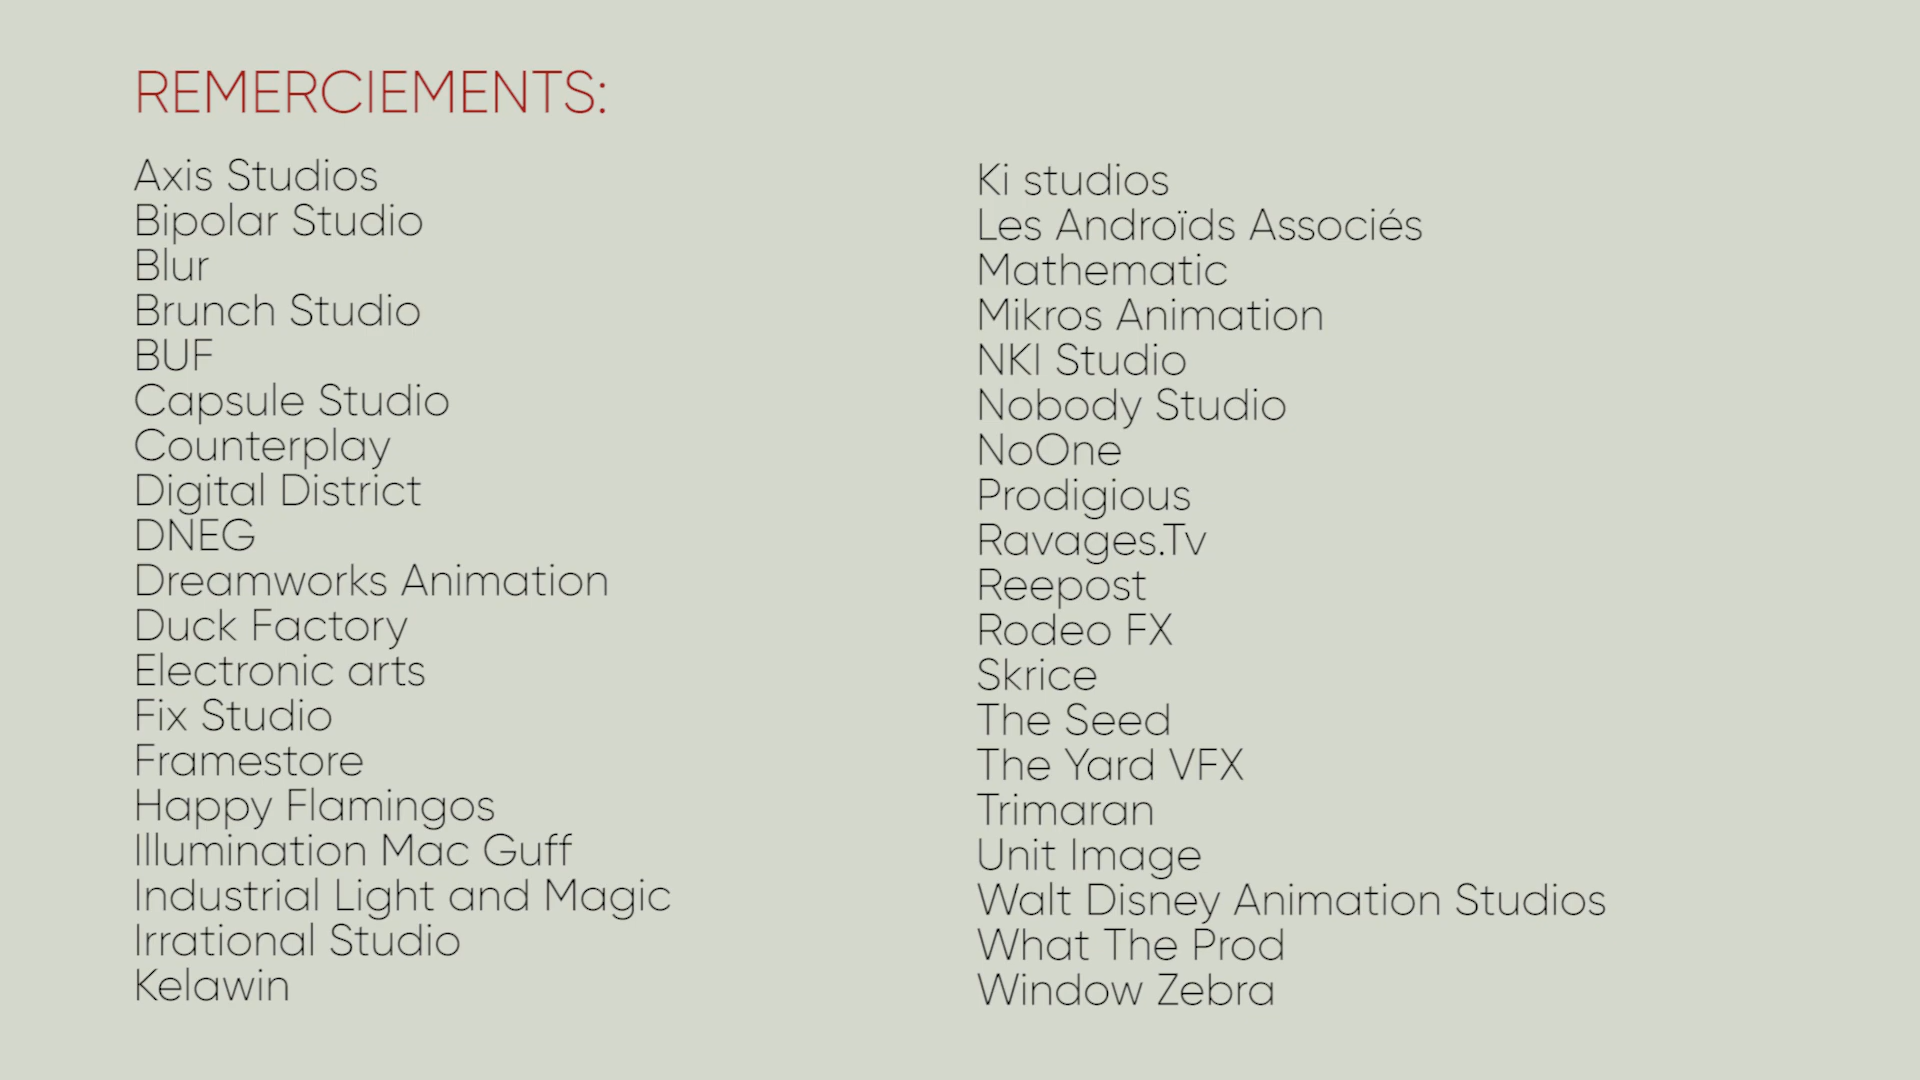 REMERCIEMENTS:
Axis Studios
Bipolar Studio
Blur
Brunch Studio
BUF
Capsule Studio
Counterplay
Digital District
DNEG
Dreamworks Animation
Duck Factory
Electronic arts
Fix Studio
Framestore
Happy Flamingos
Illumination Mac Guff
Industrial Light and Magic
Irrational Studio
Kelawin
Ki studios
Les Androïds Associés
Mathematic
Mikros Animation
NKI Studio
Nobody Studio
NoOne
Prodigious
Ravages.Tv
Reepost
Rodeo FX
Skrice
The Seed
The Yard VFX
Trimaran
Unit Image
Walt Disney Animation Studios
What The Prod
Window Zebra